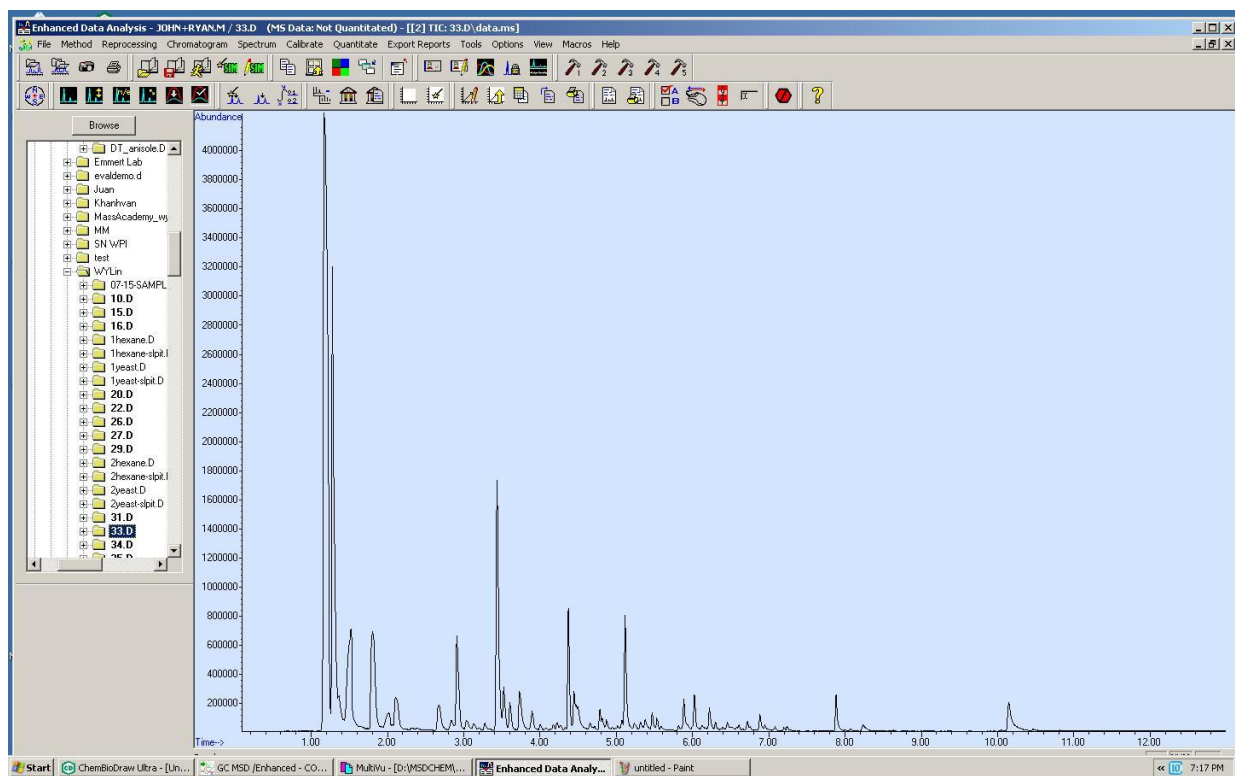 Enhanced Data Analysis - JOHN+RYAN.M / 33.D (MS Data: Not Quantitated) - [[2] TIC: 33.D\data.ms]
File Method Reprocessing Chromatogram Spectrum Calibrate Quantitate Export Reports Tools Options View Macros Help
Browse
DT_anisole.D
Emmert Lab
evaldemo.d
Juan
Khanhvan
MassAcademy_wy
MM
SN WPI
test
WYLin
07-15-SAMPL
10.D
15.D
16.D
1hexane.D
1hexane-slpit.I
1yeast.D
1yeast-slpit.D
20.D
22.D
26.D
27.D
29.D
2hexane.D
2hexane-slpit.I
2yeast.D
2yeast-slpit.D
31.D
33.D
34.D
Abundance
4000000
3800000
3600000
3400000
3200000
3000000
2800000
2600000
2400000
2200000
2000000
1800000
1600000
1400000
1200000
1000000
800000
600000
400000
200000
Time-->
1.00 2.00 3.00 4.00 5.00 6.00 7.00 8.00 9.00 10.00 11.00 12.00
Start ChemBioDraw Ultra - [Un... GC MSD /Enhanced - CO... MultiVu - [D:\MSDCHEM\... Enhanced Data Analy... untitled - Paint « 10 7:17 PM